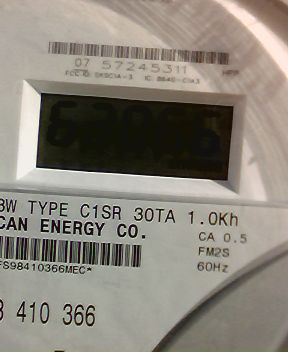 07 57245311
3W TYPE C1SR 30TA 1.0Kh
CAN ENERGY CO.
CA 0.5
FM2S
60Hz
FS98410366MEC*
3 410 366